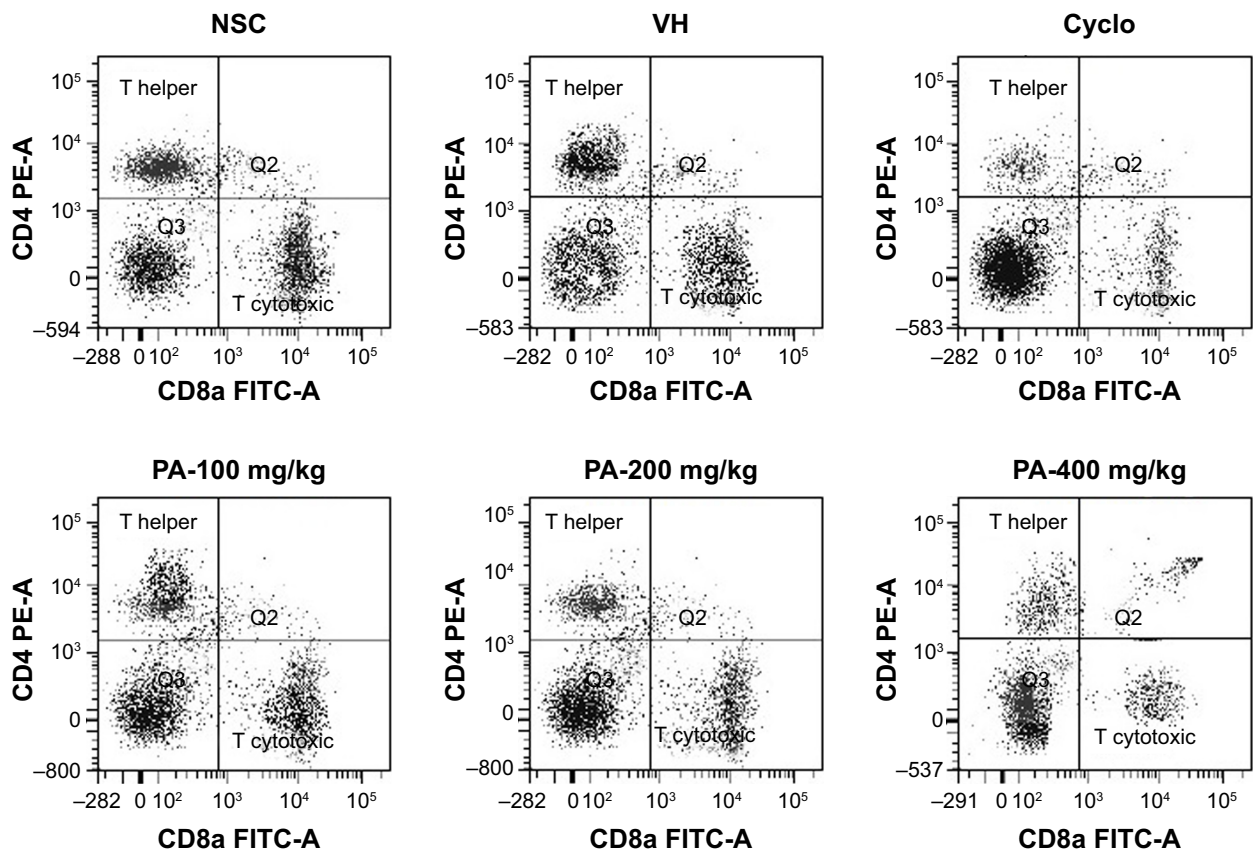 NSC
VH
Cyclo
CD4 PE-A
10⁵
10⁴
10³
0
–594
T helper
Q2
Q3
T cytotoxic
–288 0 10² 10³ 10⁴ 10⁵
CD8a FITC-A
CD4 PE-A
10⁵
10⁴
10³
0
–583
T helper
Q2
Q3
T cytotoxic
–282 0 10² 10³ 10⁴ 10⁵
CD8a FITC-A
CD4 PE-A
10⁵
10⁴
10³
0
–583
T helper
Q2
Q3
T cytotoxic
–282 0 10² 10³ 10⁴ 10⁵
CD8a FITC-A
PA-100 mg/kg
PA-200 mg/kg
PA-400 mg/kg
CD4 PE-A
10⁵
10⁴
10³
0
–800
T helper
Q2
Q3
T cytotoxic
–282 0 10² 10³ 10⁴ 10⁵
CD8a FITC-A
CD4 PE-A
10⁵
10⁴
10³
0
–800
T helper
Q2
Q3
T cytotoxic
–282 0 10² 10³ 10⁴ 10⁵
CD8a FITC-A
CD4 PE-A
10⁵
10⁴
10³
0
–537
T helper
Q2
Q3
T cytotoxic
–291 0 10² 10³ 10⁴ 10⁵
CD8a FITC-A